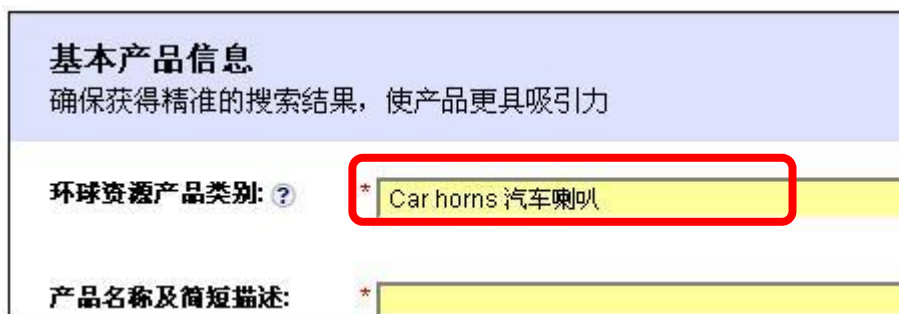 基本产品信息
确保获得精准的搜索结果，使产品更具吸引力
环球资源产品类别: ? * Car horns 汽车喇叭
产品名称及简短描述: *